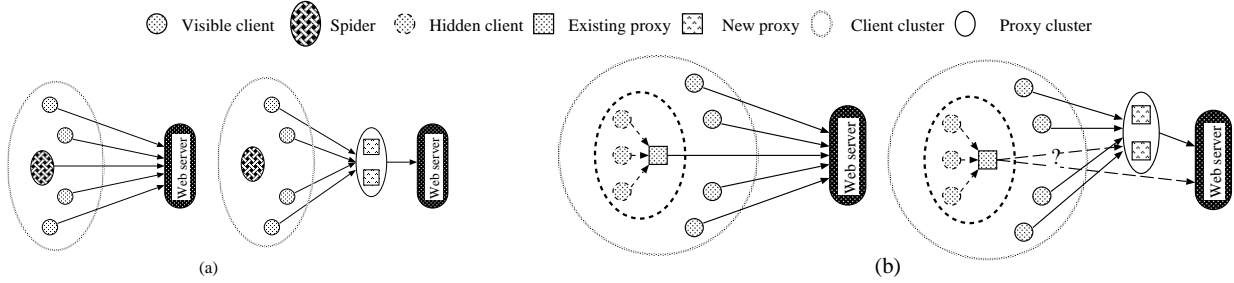 Visible client Spider Hidden client Existing proxy New proxy Client cluster Proxy cluster
Web server
Web server
(a)
Web server
?
Web server
(b)